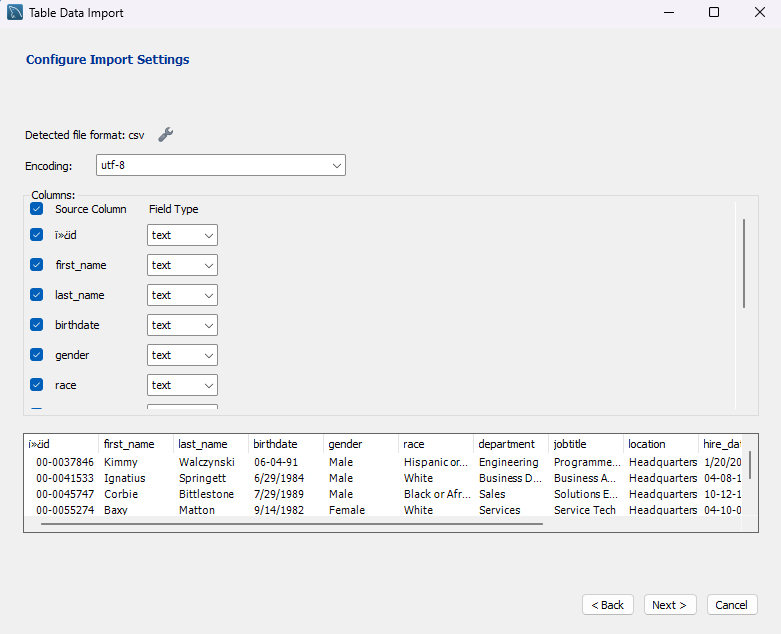 Table Data Import
Configure Import Settings
Detected file format: csv
Encoding: utf-8
Columns:
Source Column Field Type
ï»¿id text
first_name text
last_name text
birthdate text
gender text
race text
ï»¿id first_name last_name birthdate gender race department jobtitle location hire_dat
00-0037846 Kimmy Walczynski 06-04-91 Male Hispanic or... Engineering Programme... Headquarters 1/20/20
00-0041533 Ignatius Springett 6/29/1984 Male White Business D... Business A... Headquarters 04-08-1
00-0045747 Corbie Bittlestone 7/29/1989 Male Black or Afr... Sales Solutions E... Headquarters 10-12-1
00-0055274 Baxy Matton 9/14/1982 Female White Services Service Tech Headquarters 04-10-0
< Back Next > Cancel